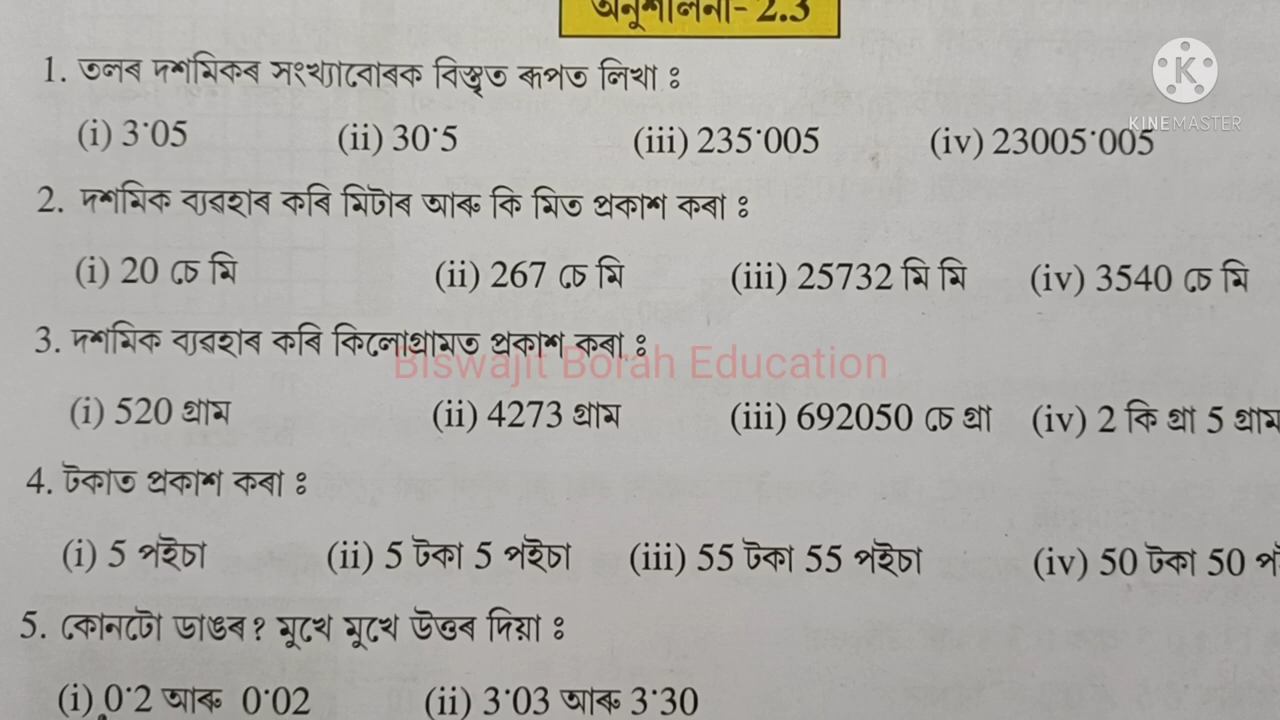 অনুশীলনী- 2.3
1. তলৰ দশমিকৰ সংখ্যাবোৰক বিস্তৃত ৰূপত লিখা ঃ
(i) 3·05 (ii) 30·5 (iii) 235·005 (iv) 23005·005
KINEMASTER
2. দশমিক ব্যৱহাৰ কৰি মিটাৰ আৰু কি মিত প্ৰকাশ কৰা ঃ
(i) 20 চে মি (ii) 267 চে মি (iii) 25732 মি মি (iv) 3540 চে মি
3. দশমিক ব্যৱহাৰ কৰি কিলোগ্ৰামত প্ৰকাশ কৰা ঃ
Biswajit Borah Education
(i) 520 গ্ৰাম (ii) 4273 গ্ৰাম (iii) 692050 চে গ্ৰা (iv) 2 কি গ্ৰা 5 গ্ৰাম
4. টকাত প্ৰকাশ কৰা ঃ
(i) 5 পইচা (ii) 5 টকা 5 পইচা (iii) 55 টকা 55 পইচা (iv) 50 টকা 50
5. কোনটো ডাঙৰ? মুখে মুখে উত্তৰ দিয়া ঃ
(i) 0·2 আৰু 0·02 (ii) 3·03 আৰু 3·30